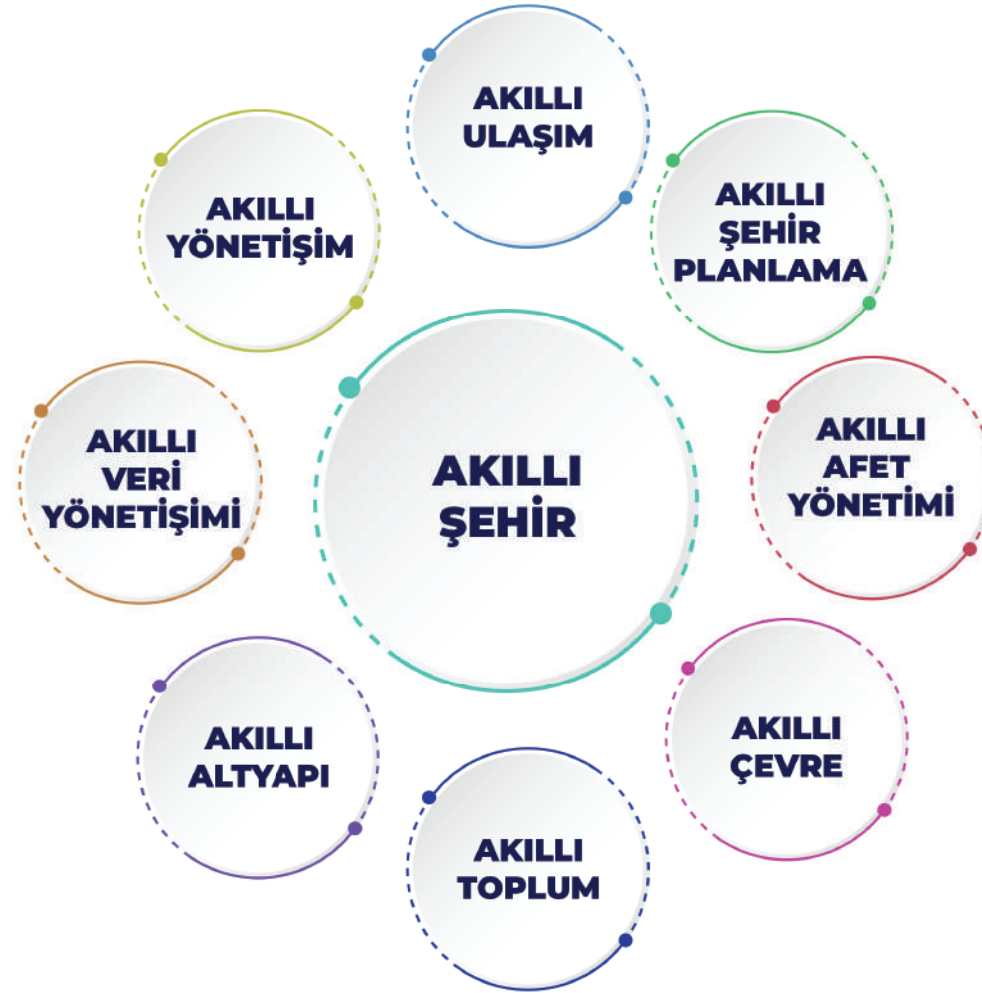 AKILLI
ULAŞIM
AKILLI
ŞEHİR
PLANLAMA
AKILLI
YÖNETİŞİM
AKILLI
AFET
YÖNETİMİ
AKILLI
VERİ
YÖNETİŞİMİ
AKILLI
ŞEHİR
AKILLI
ÇEVRE
AKILLI
ALTYAPI
AKILLI
TOPLUM